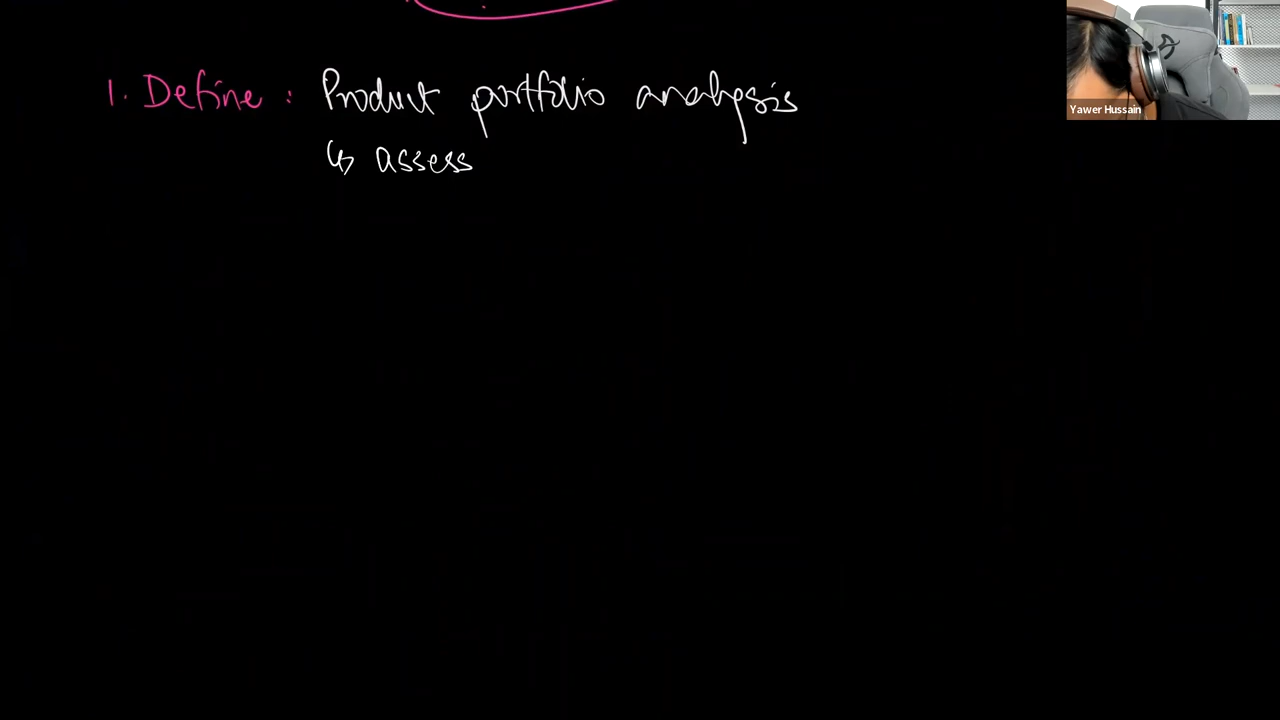 1. Define : Product portfolio analysis
↳ assess
Yawer Hussain